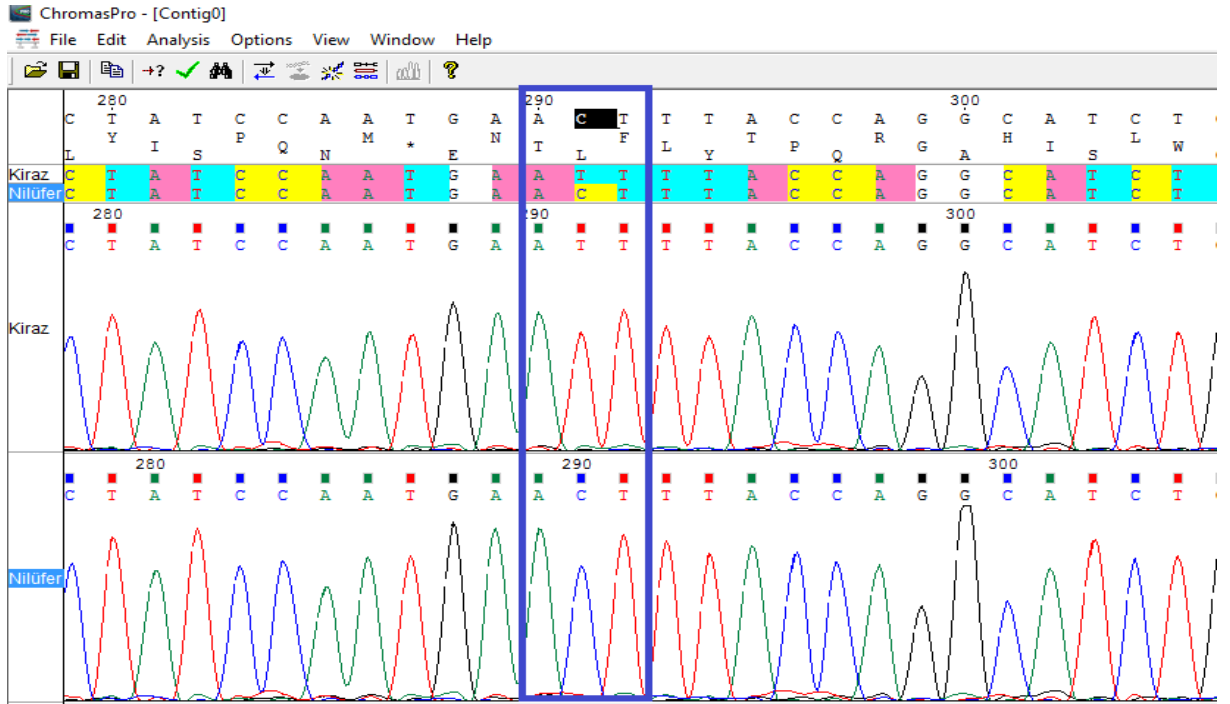 ChromasPro - [Contig0]
File Edit Analysis Options View Window Help
280 290 300
C T A T C C A A T G A A C T T T A C C A G G C A T C T
Y P M N F T R H L
L I S Q N * E T L L Y P Q G A I S W
Kiraz C T A T C C A A T G A A T T T T A C C A G G C A T C T
Nilüfer C T A T C C A A T G A A C T T T A C C A G G C A T C T
280 290 300
C T A T C C A A T G A A T T T T A C C A G G C A T C T
Kiraz
280 290 300
C T A T C C A A T G A A C T T T A C C A G G C A T C T
Nilüfer